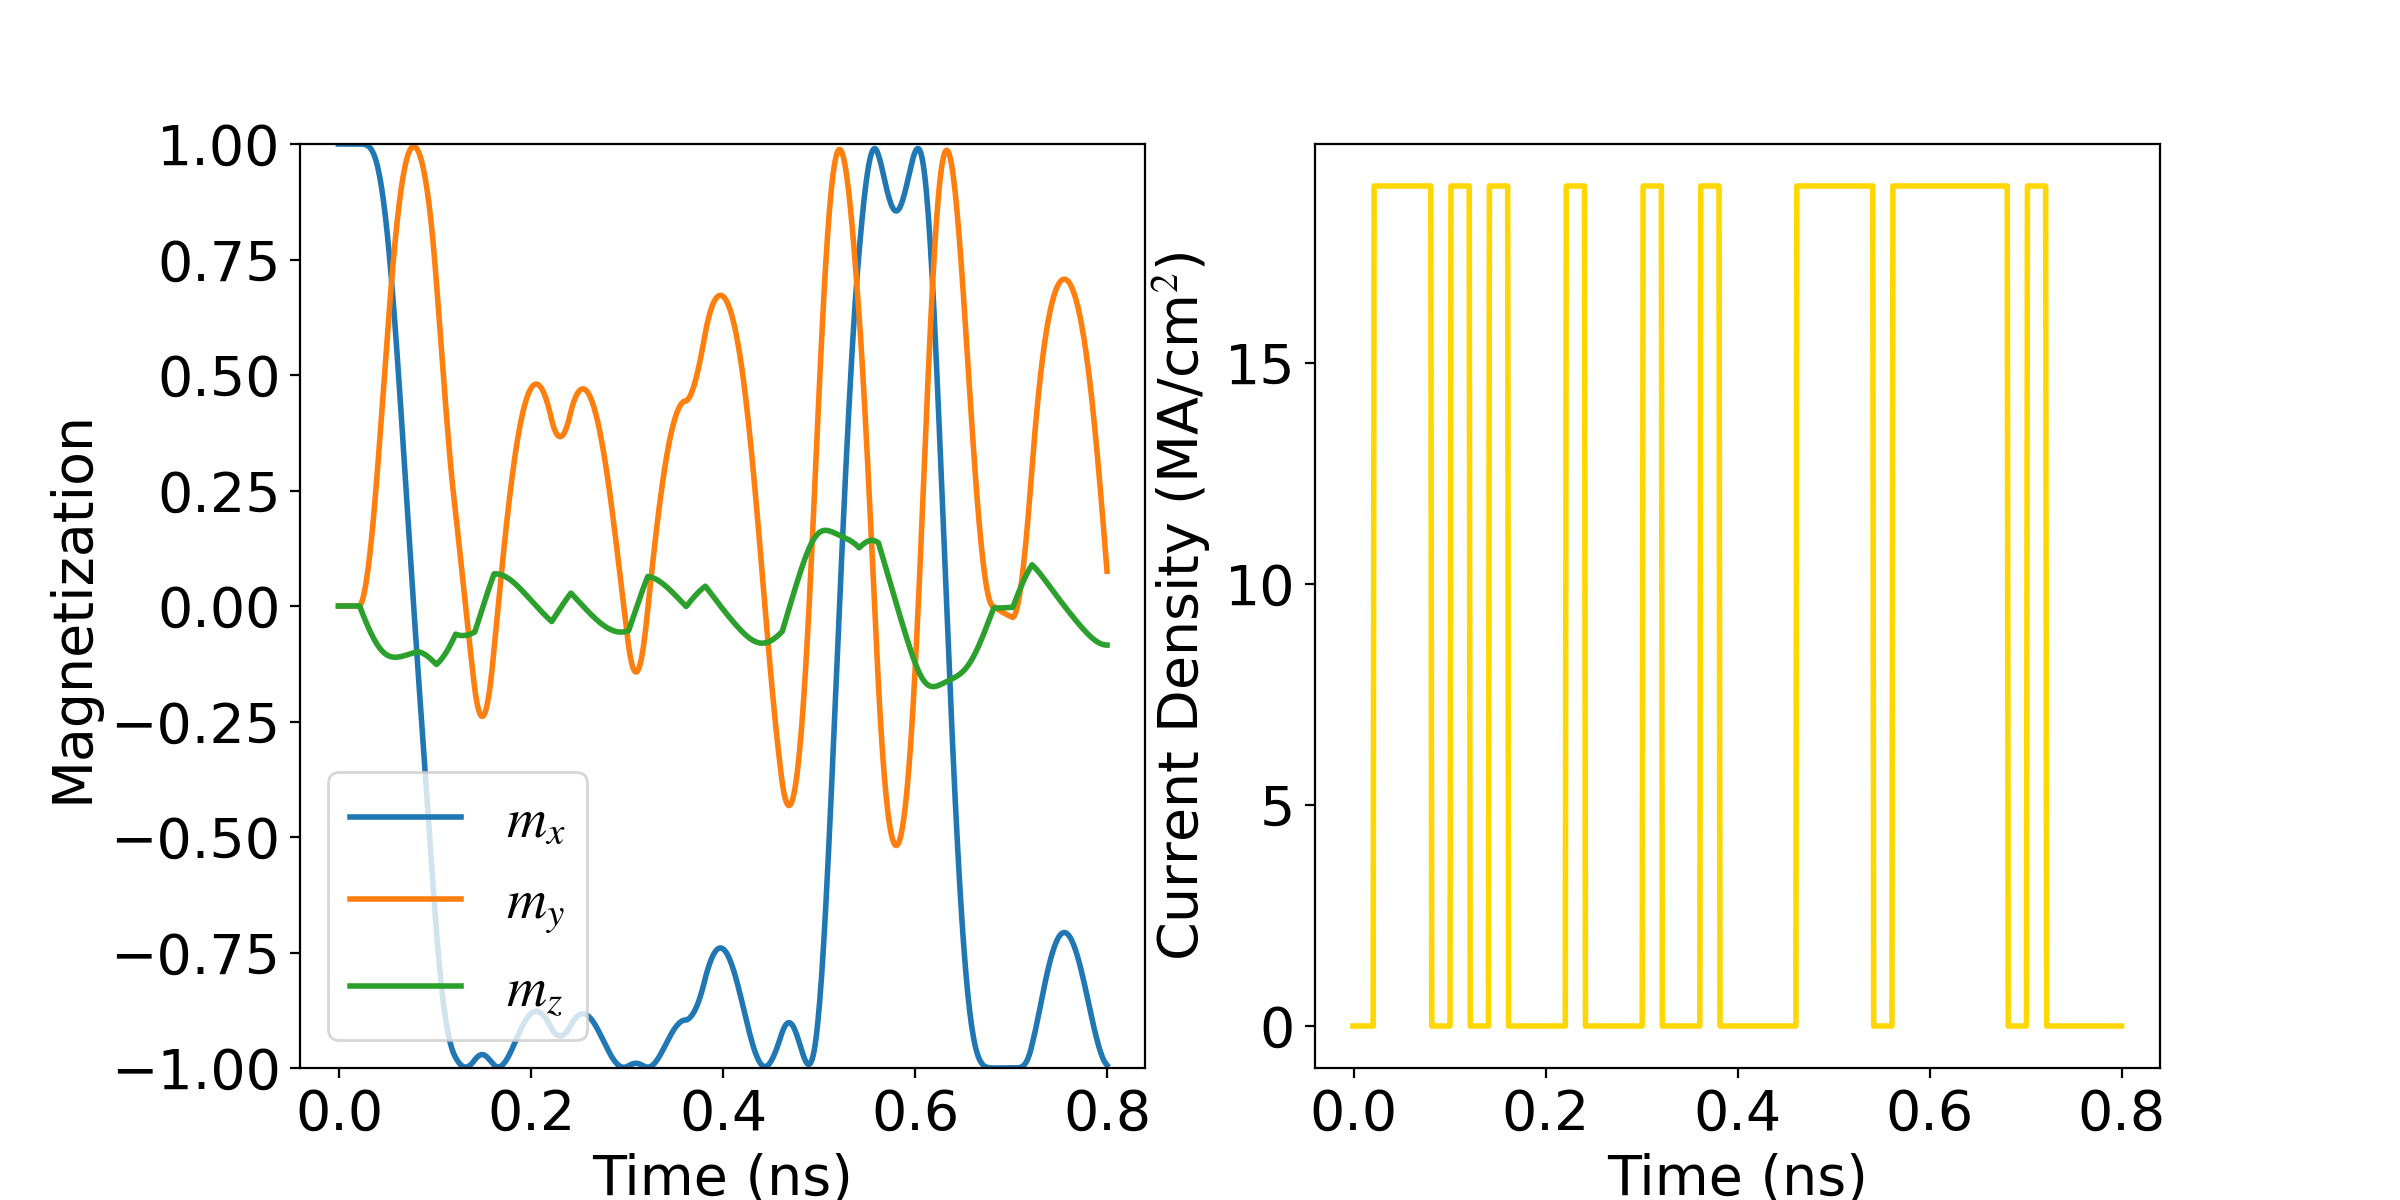 1.00
0.75
0.50
0.25
0.00
−0.25
−0.50
−0.75
−1.00
Magnetization
m_x
m_y
m_z
0.0 0.2 0.4 0.6 0.8
Time (ns)
Current Density (MA/cm²)
15
10
5
0
0.0 0.2 0.4 0.6 0.8
Time (ns)